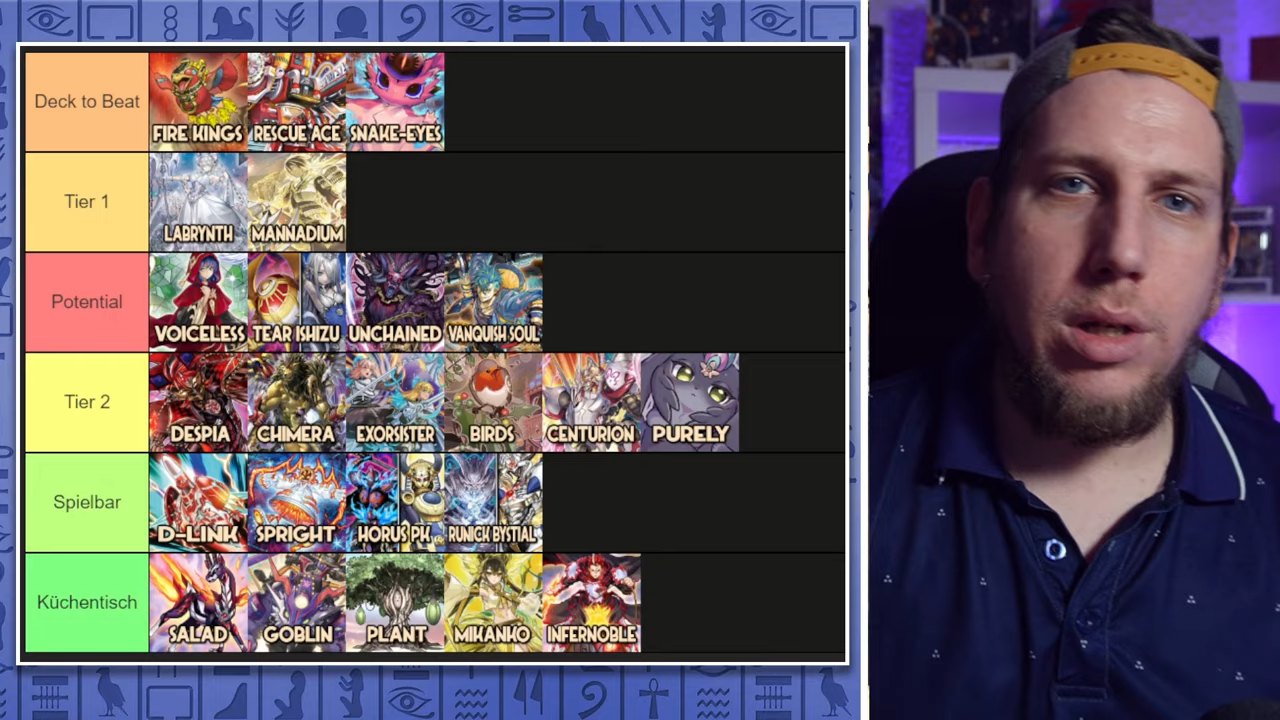 Deck to Beat
FIRE KINGS
RESCUE ACE
SNAKE-EYES
Tier 1
LABRYNTH
MANNADIUM
Potential
VOICELESS
TEAR ISHIZU
UNCHAINED
VANQUISH SOUL
Tier 2
DESPIA
CHIMERA
EXORSISTER
BIRDS
CENTURION
PURELY
Spielbar
D-LINK
SPRIGHT
HORUS PK
RUNICK BYSTIAL
Küchentisch
SALAD
GOBLIN
PLANT
MIKANKO
INFERNOBLE